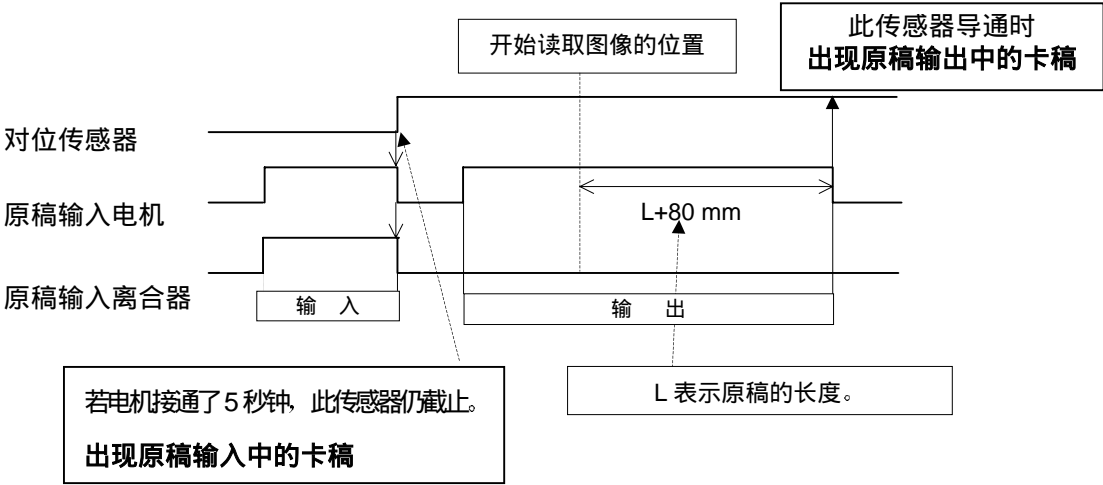 开始读取图像的位置
此传感器导通时
出现原稿输出中的卡稿
对位传感器
原稿输入电机
L+80 mm
原稿输入离合器
输 入
输 出
若电机接通了5秒钟，此传感器仍截止。
出现原稿输入中的卡稿
L 表示原稿的长度。